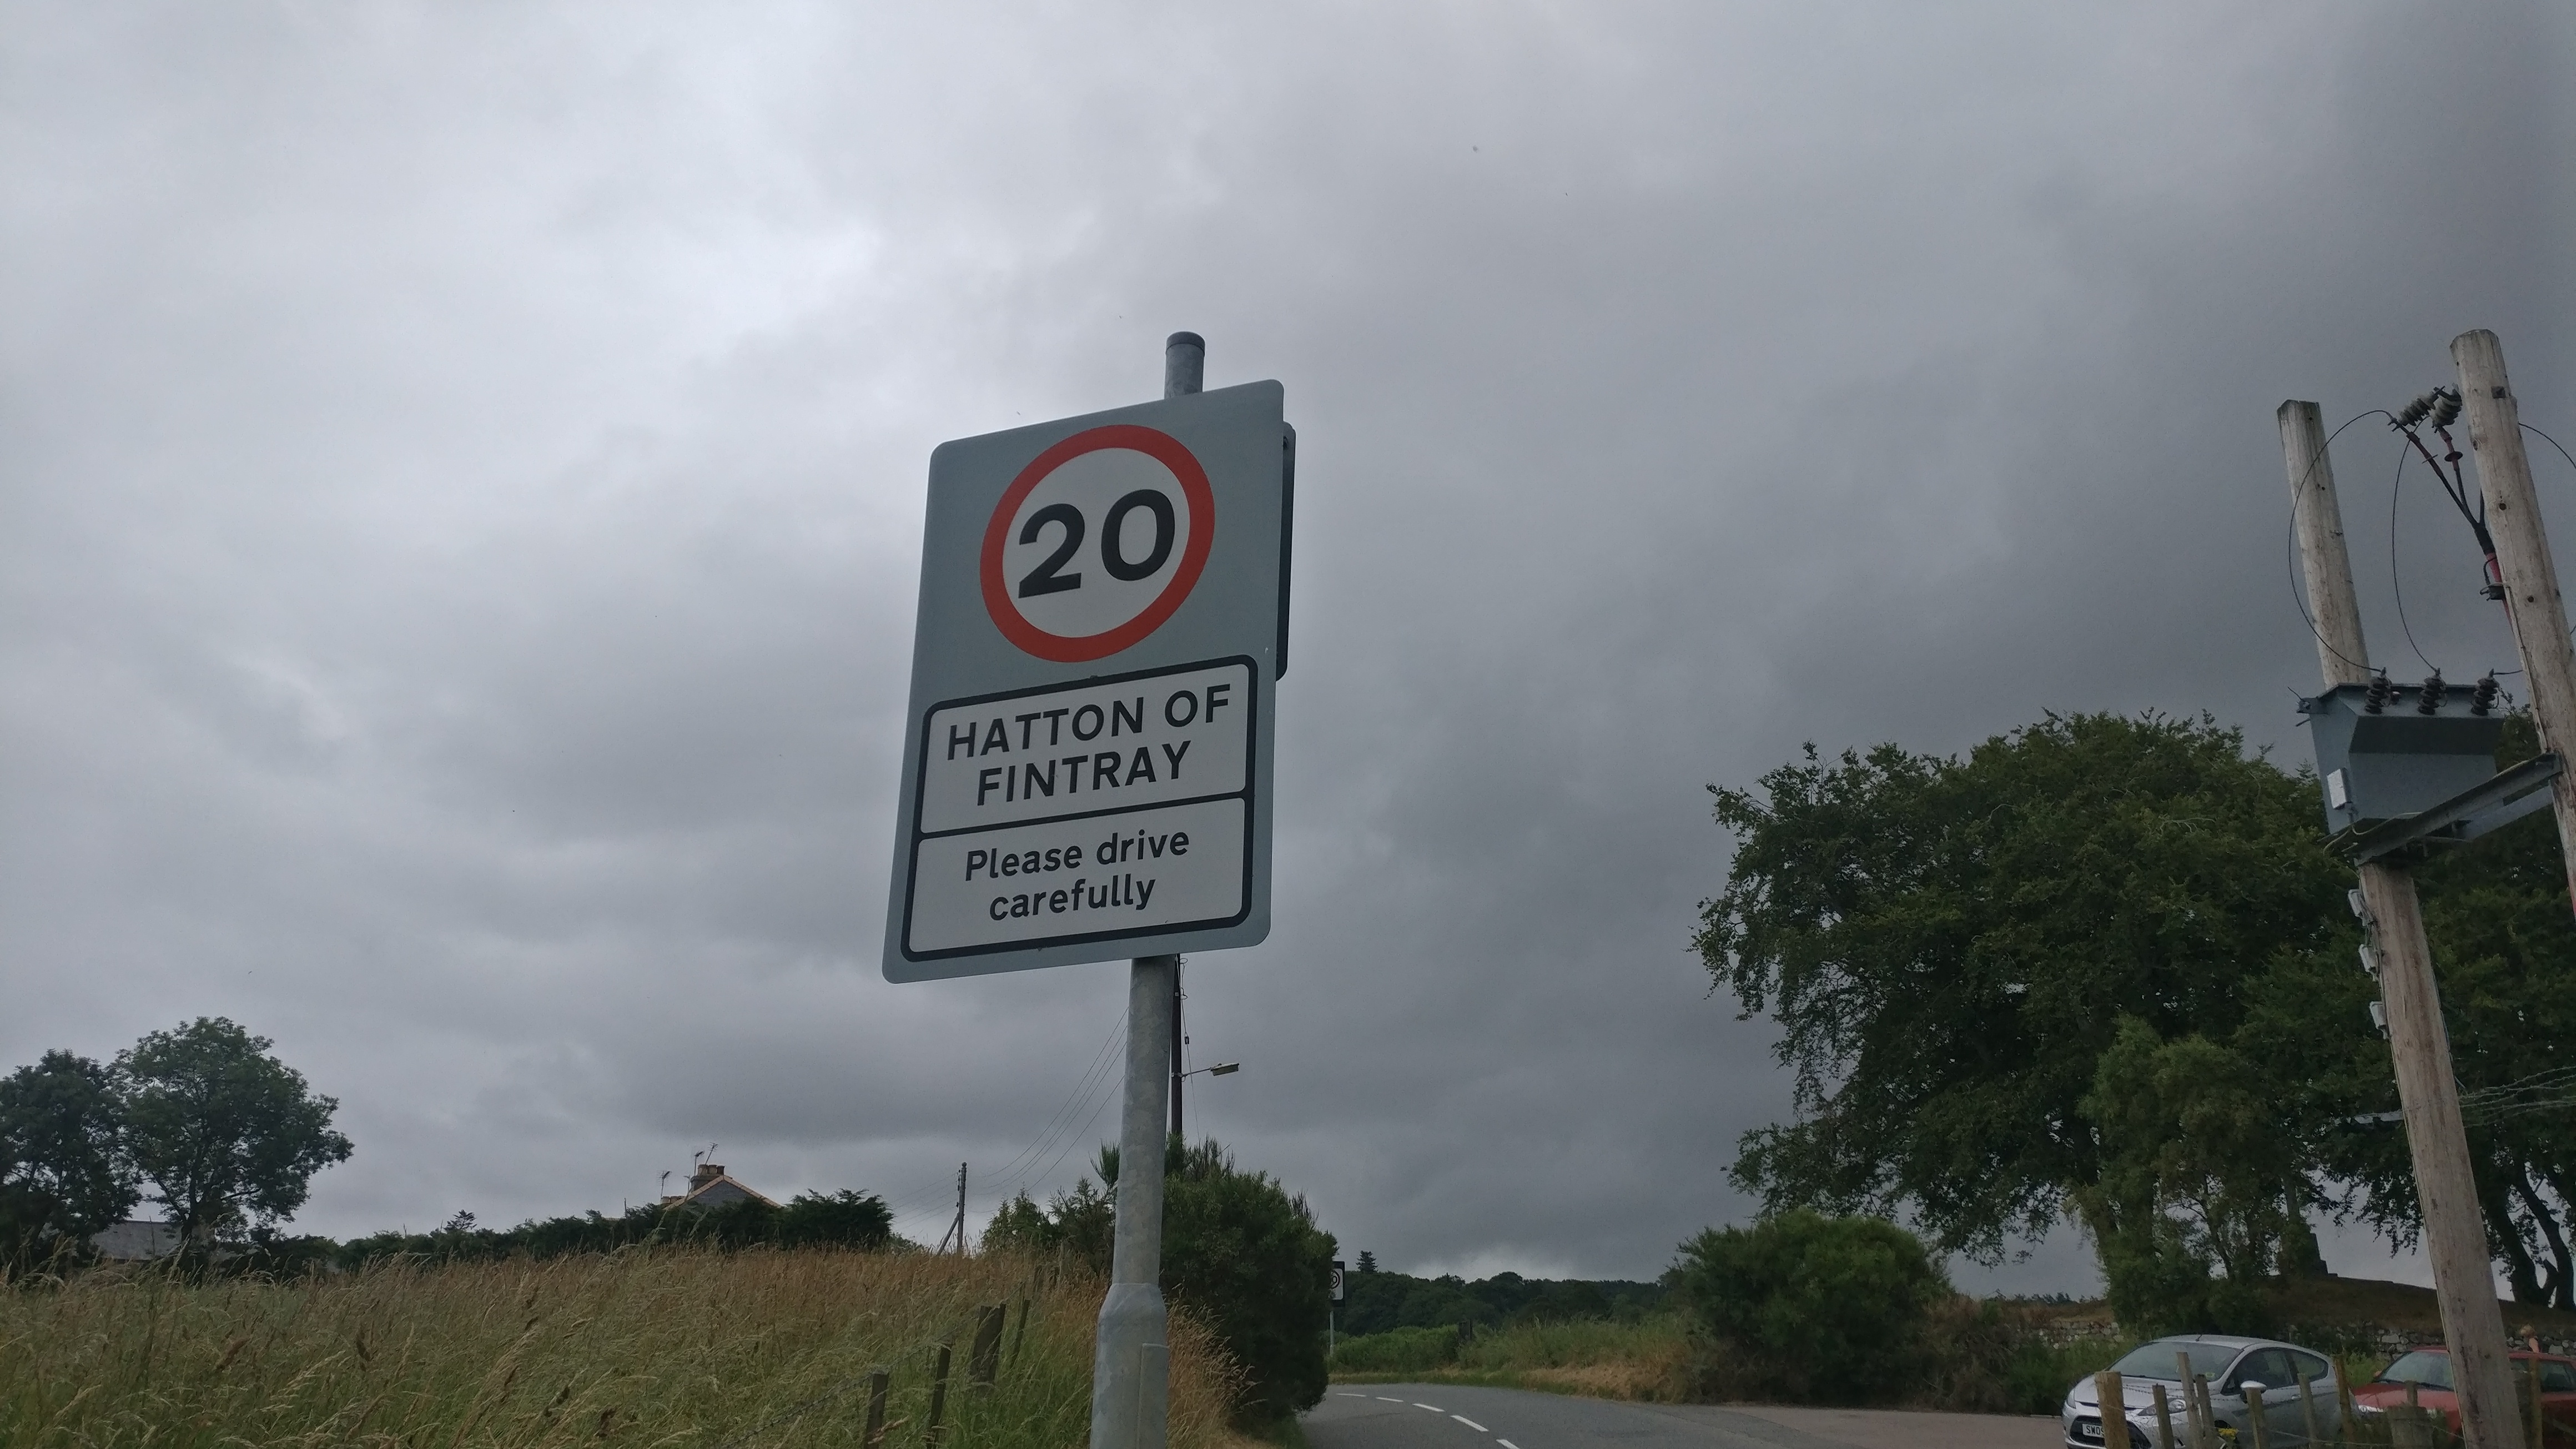 20
HATTON OF
FINTRAY
Please drive
carefully